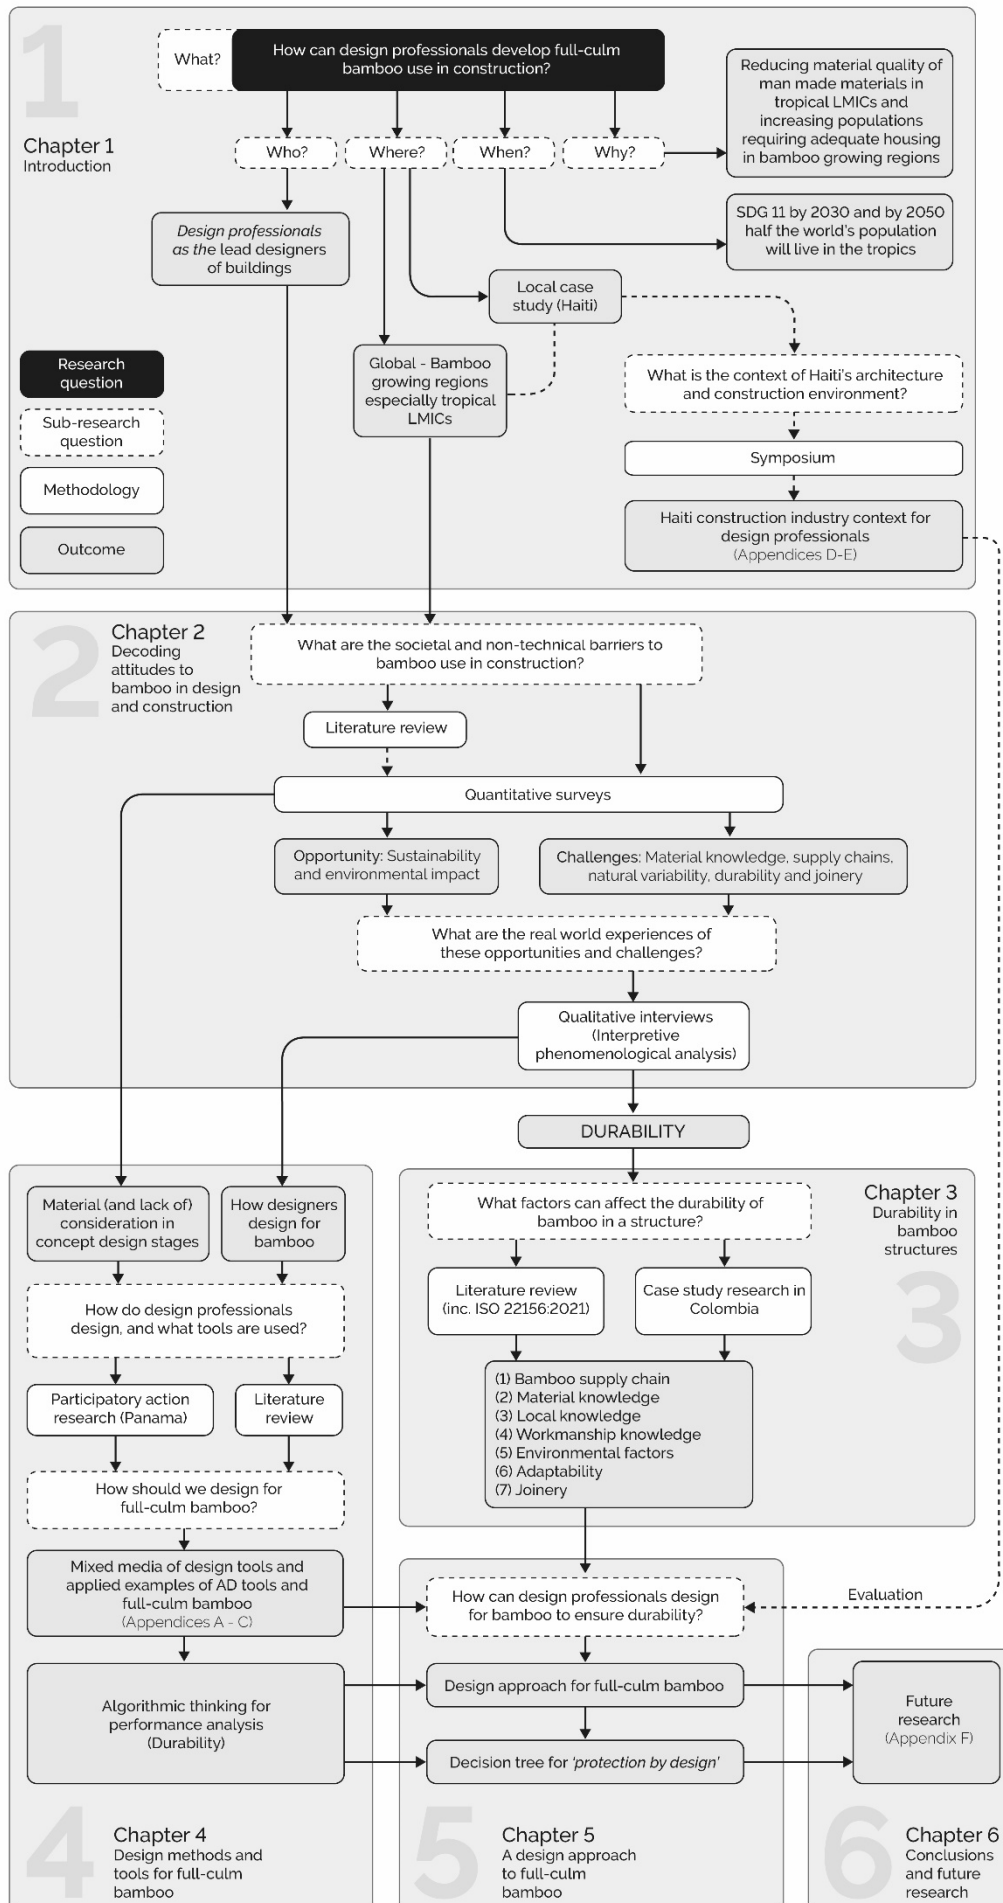 1
Chapter 1
Introduction
What?
How can design professionals develop full-culm
bamboo use in construction?
Who?
Where?
When?
Why?
Reducing material quality of
man made materials in
tropical LMICs and
increasing populations
requiring adequate housing
in bamboo growing regions
SDG 11 by 2030 and by 2050
half the world's population
will live in the tropics
Design professionals
as the lead designers
of buildings
Local case
study (Haiti)
Global - Bamboo
growing regions
especially tropical
LMICs
What is the context of Haiti's architecture
and construction environment?
Symposium
Haiti construction industry context for
design professionals
(Appendices D-E)
Research
question
Sub-research
question
Methodology
Outcome
2
Chapter 2
Decoding
attitudes to
bamboo in design
and construction
What are the societal and non-technical barriers to
bamboo use in construction?
Literature review
Quantitative surveys
Opportunity: Sustainability
and environmental impact
Challenges: Material knowledge, supply chains,
natural variability, durability and joinery
What are the real world experiences of
these opportunities and challenges?
Qualitative interviews
(Interpretive
phenomenological analysis)
DURABILITY
Chapter 3
Durability in
bamboo
structures
3
What factors can affect the durability of
bamboo in a structure?
Literature review
(inc. ISO 22156:2021)
Case study research in
Colombia
(1) Bamboo supply chain
(2) Material knowledge
(3) Local knowledge
(4) Workmanship knowledge
(5) Environmental factors
(6) Adaptability
(7) Joinery
Material (and lack of)
consideration in
concept design stages
How designers
design for
bamboo
How do design professionals
design, and what tools are used?
Participatory action
research (Panama)
Literature
review
How should we design for
full-culm bamboo?
Mixed media of design tools and
applied examples of AD tools and
full-culm bamboo
(Appendices A - C)
Algorithmic thinking for
performance analysis
(Durability)
4
Chapter 4
Design methods and
tools for full-culm
bamboo
How can design professionals design
for bamboo to ensure durability?
Evaluation
Design approach for full-culm bamboo
Decision tree for 'protection by design'
5
Chapter 5
A design approach
to full-culm
bamboo
Future
research
(Appendix F)
6
Chapter 6
Conclusions
and future
research